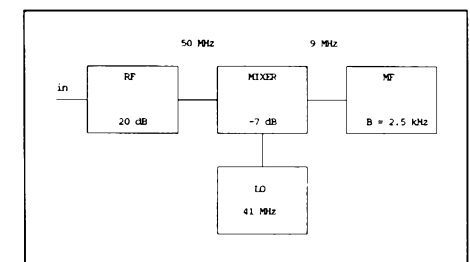 50 MHz 9 MHz
in
RF MIXER MF
20 dB -7 dB B = 2.5 kHz
LO
41 MHz